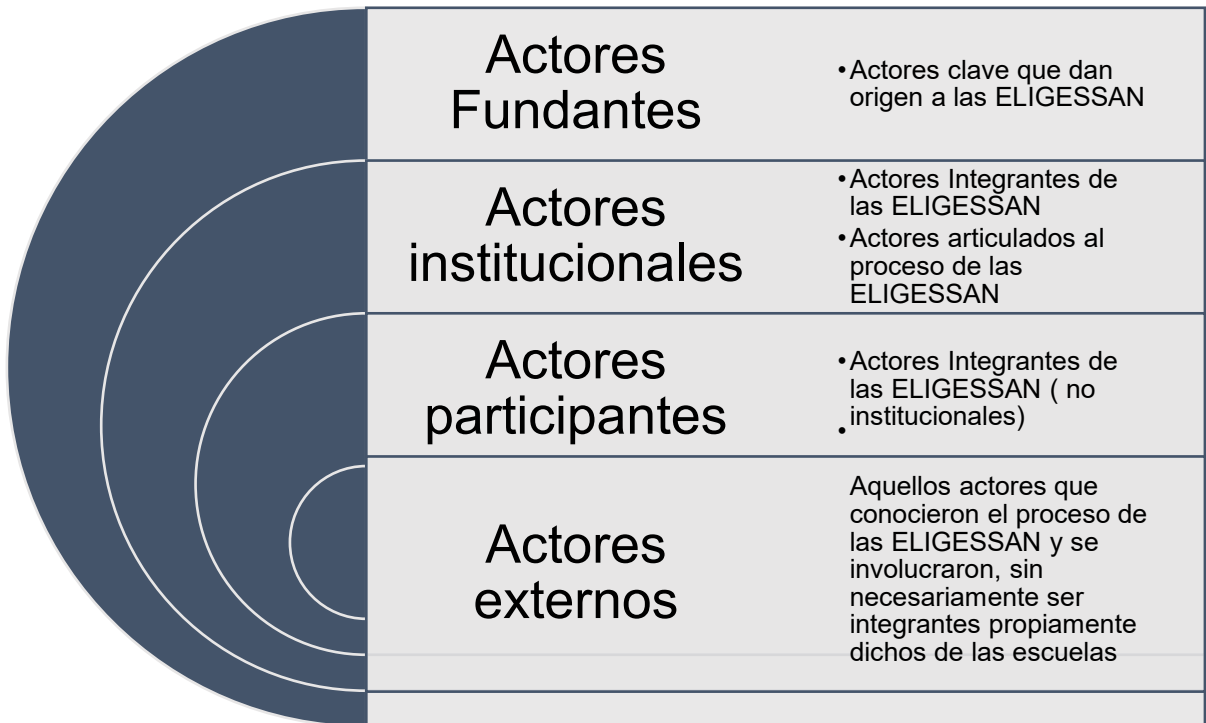 Actores
Fundantes
•Actores clave que dan
origen a las ELIGESSAN
Actores
institucionales
•Actores Integrantes de
las ELIGESSAN
•Actores articulados al
proceso de las
ELIGESSAN
Actores
participantes
•Actores Integrantes de
las ELIGESSAN ( no
institucionales)
•
Actores
externos
Aquellos actores que
conocieron el proceso de
las ELIGESSAN y se
involucraron, sin
necesariamente ser
integrantes propiamente
dichos de las escuelas